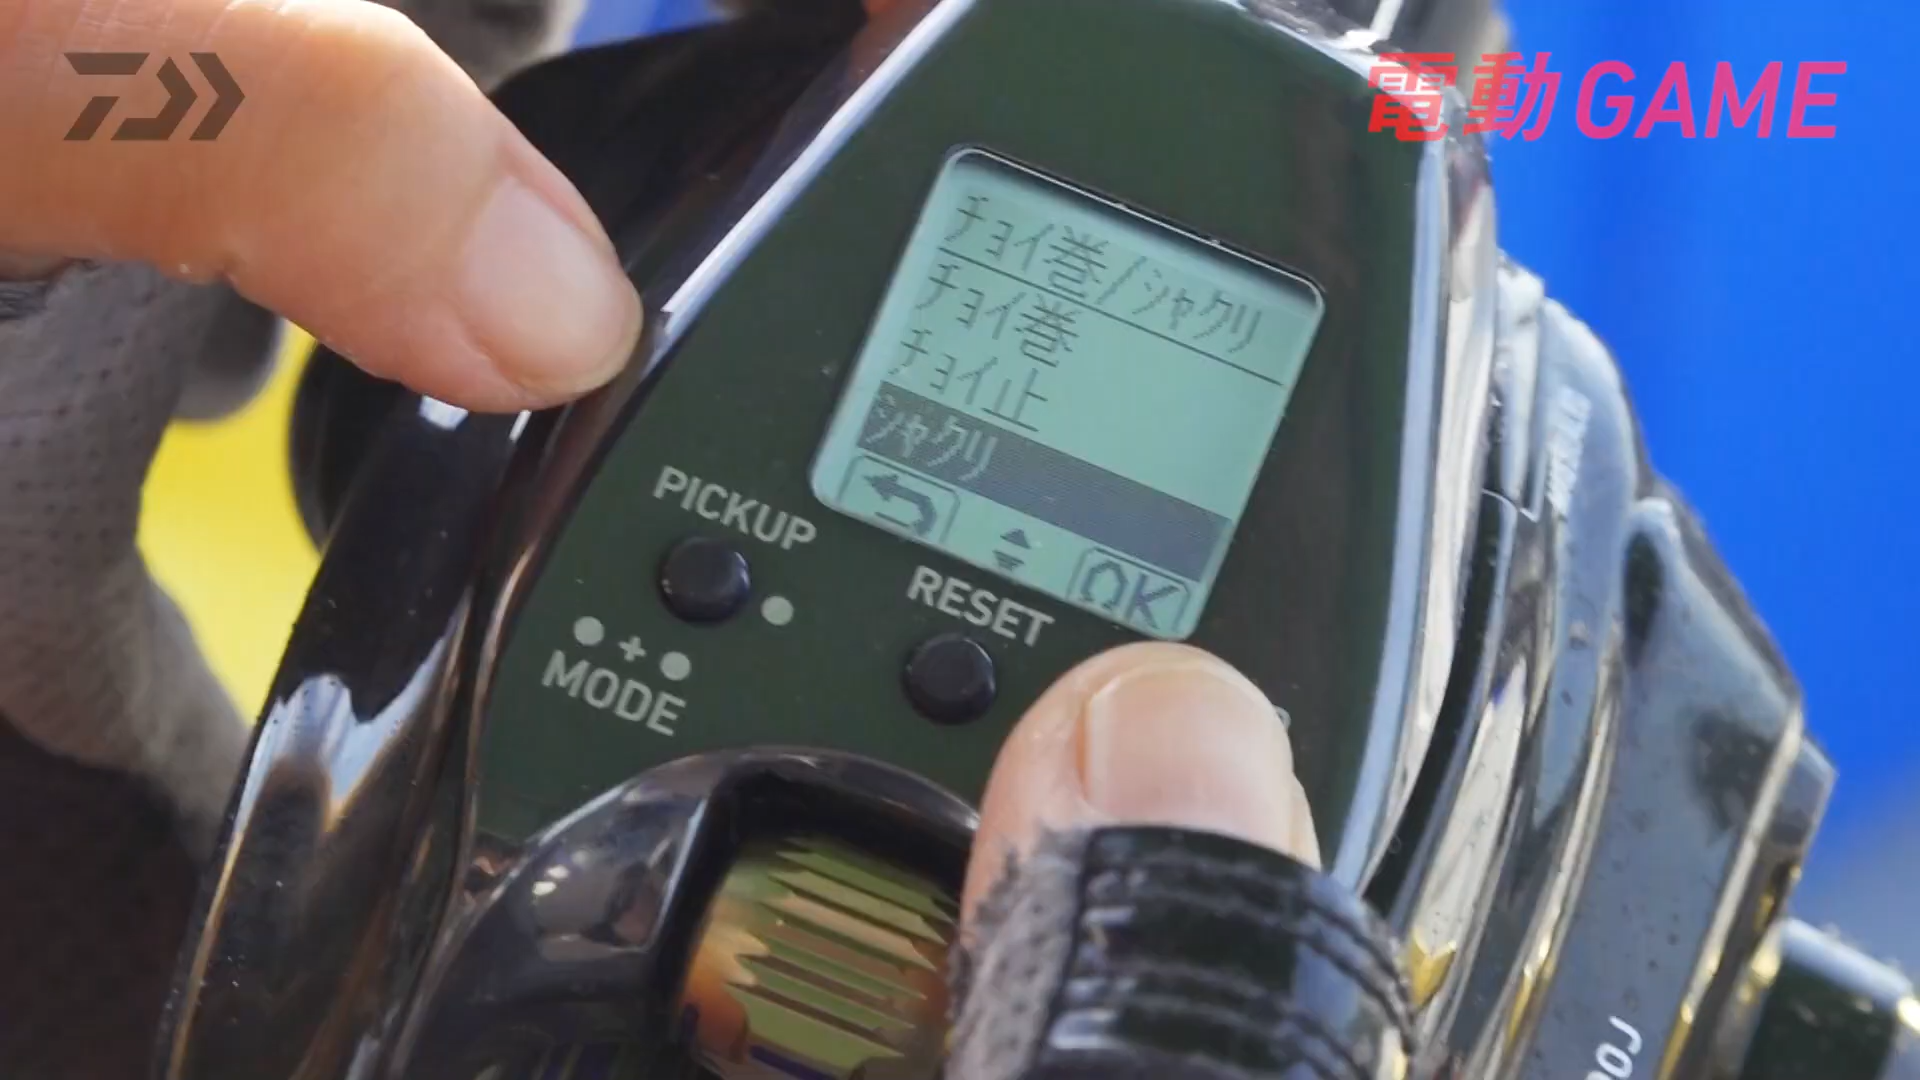 電動GAME
ﾁｮｲ巻/ｼｬｸﾘ
ﾁｮｲ巻
ﾁｮｲ止
ｼｬｸﾘ
OK
PICKUP
RESET
+
MODE